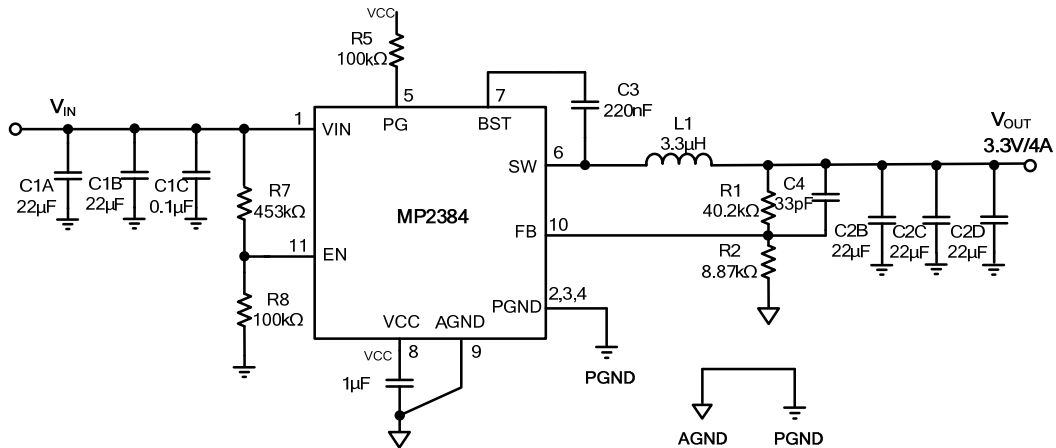 VCC
R5
100kΩ
5
7
C3
220nF
VIN
1
VIN
PG
BST
L1
3.3µH
VOUT
3.3V/4A
6
SW
C1A
22µF
C1B
22µF
C1C
0.1µF
R7
453kΩ
MP2384
R1
40.2kΩ
C4
33pF
C2B
22µF
C2C
22µF
C2D
22µF
FB
10
11
EN
R2
8.87kΩ
R8
100kΩ
PGND
2,3,4
VCC
AGND
VCC
8
9
1µF
PGND
AGND
PGND